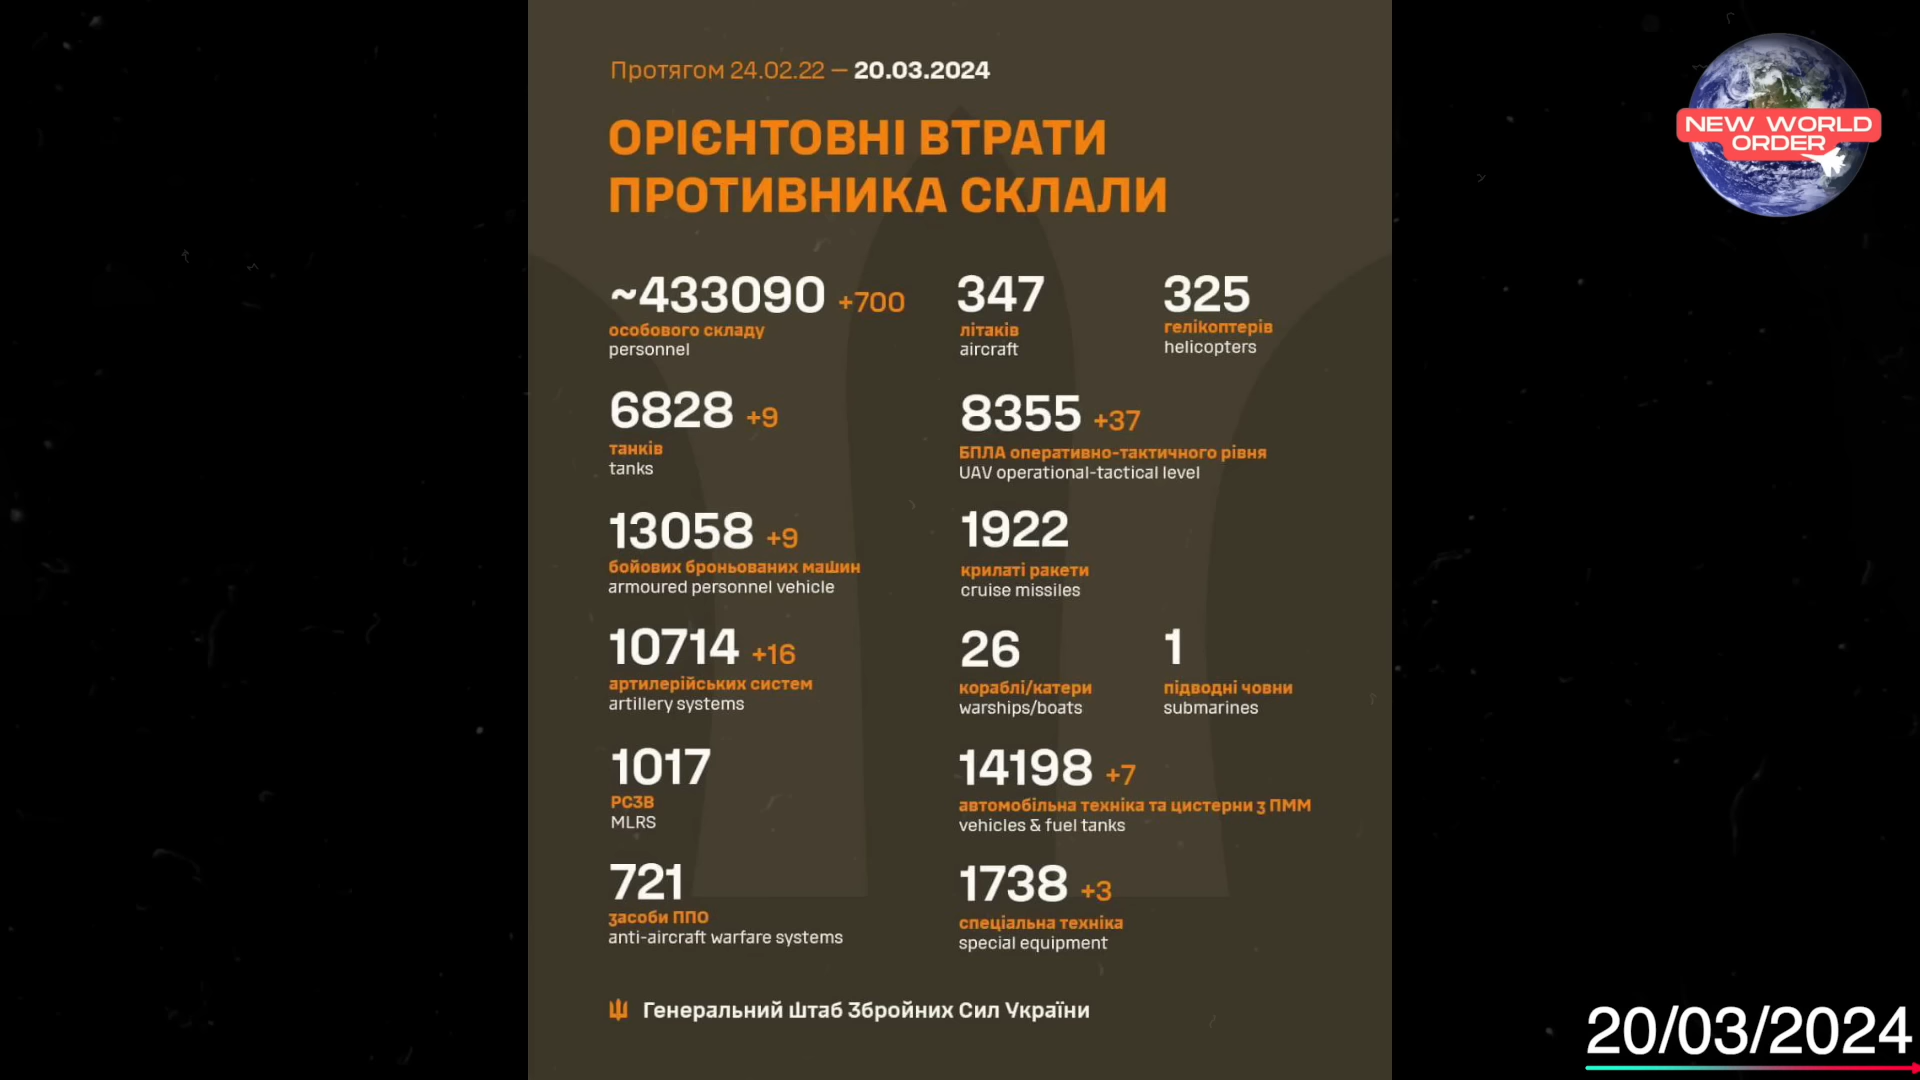 Протягом 24.02.22 — 20.03.2024
ОРІЄНТОВНІ ВТРАТИ
ПРОТИВНИКА СКЛАЛИ
~433090 +700
особового складу
personnel
347
літаків
aircraft
325
гелікоптерів
helicopters
6828 +9
танків
tanks
8355 +37
БПЛА оперативно-тактичного рівня
UAV operational-tactical level
13058 +9
бойових броньованих машин
armoured personnel vehicle
1922
крилаті ракети
cruise missiles
10714 +16
артилерійських систем
artillery systems
26
кораблі/катери
warships/boats
1
підводні човни
submarines
1017
РСЗВ
MLRS
14198 +7
автомобільна техніка та цистерни з ПММ
vehicles & fuel tanks
721
засоби ППО
anti-aircraft warfare systems
1738 +3
спеціальна техніка
special equipment
Генеральний штаб Збройних Сил України
NEW WORLD
ORDER
20/03/2024